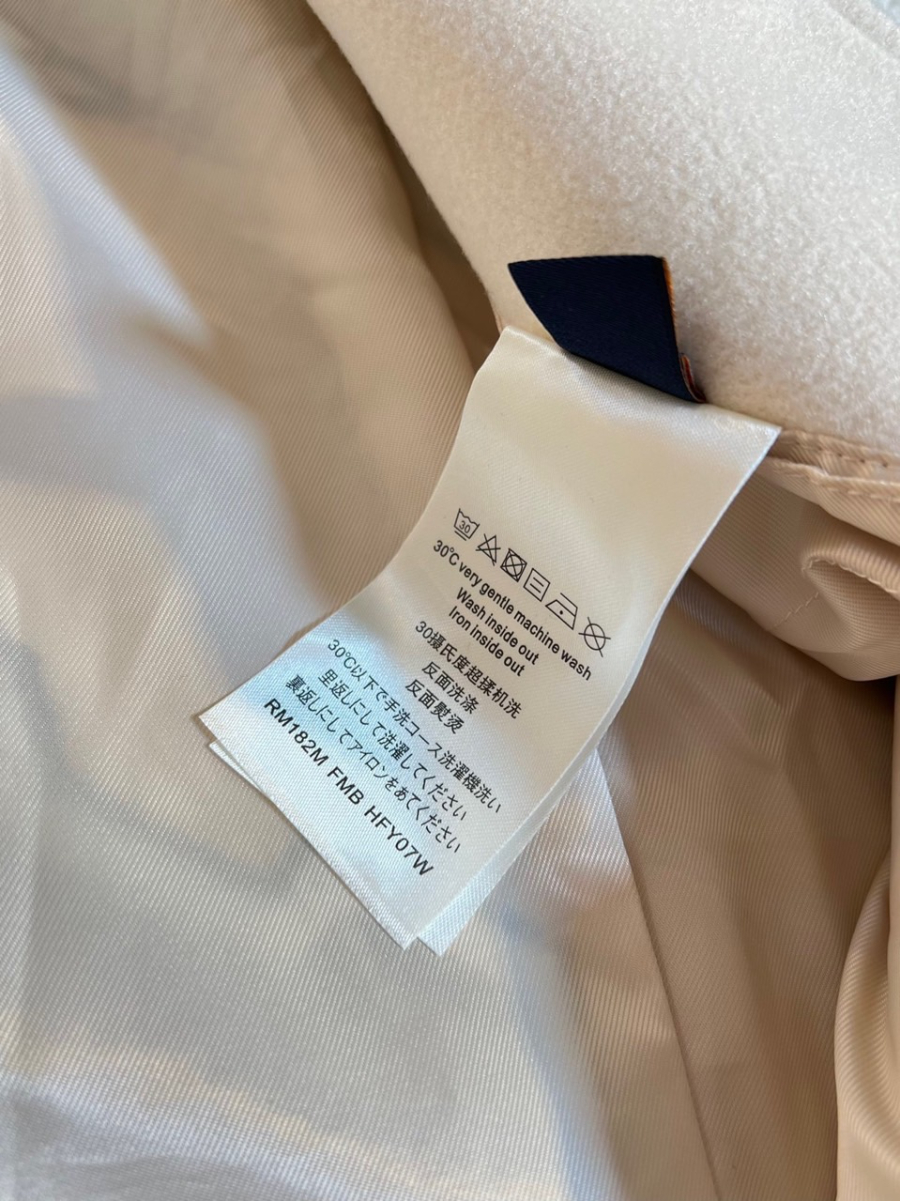 30
30°C very gentle machine wash
Wash inside out
Iron inside out
30摄氏度超揉机洗
反面洗涤
反面熨烫
30℃以下で手洗コース洗濯機洗い
里返しにして洗濯してください
裏返しにしてアイロンをあてください
RM182M FMB HFY07W